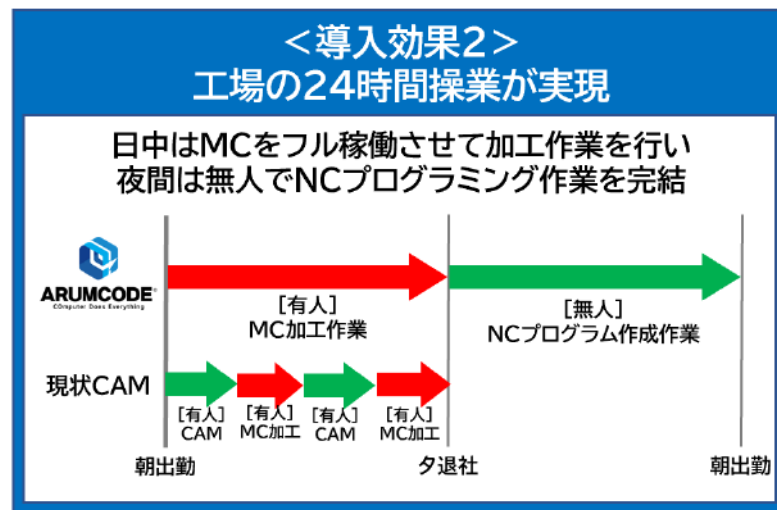 ＜導入効果2＞
工場の24時間操業が実現
日中はMCをフル稼働させて加工作業を行い
夜間は無人でNCプログラミング作業を完結
ARUMCODE®
COmputer Does Everything
[有人]
MC加工作業
[無人]
NCプログラム作成作業
現状CAM
[有人]
CAM
[有人]
MC加工
[有人]
CAM
[有人]
MC加工
朝出勤
夕退社
朝出勤